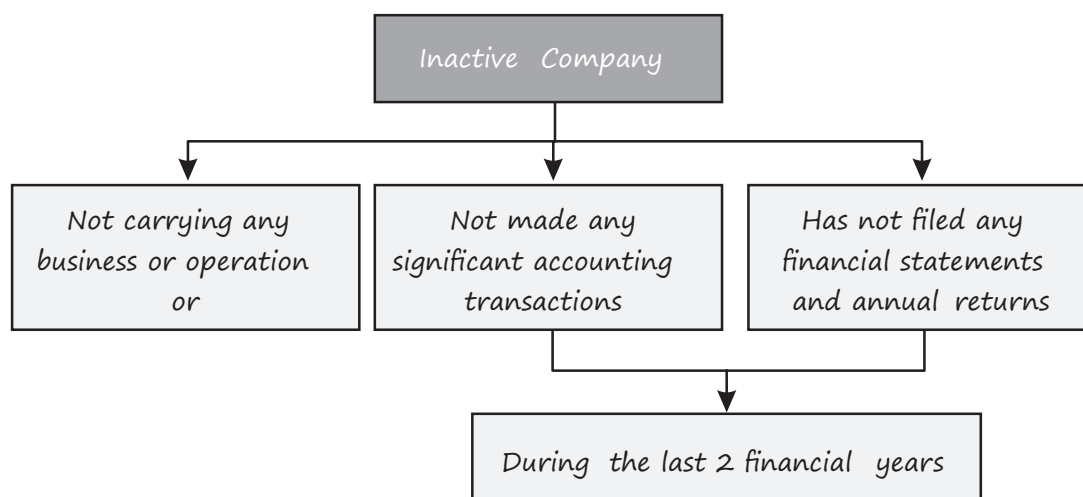 Inactive Company
Not carrying any
business or operation
or
Not made any
significant accounting
transactions
Has not filed any
financial statements
and annual returns
During the last 2 financial years